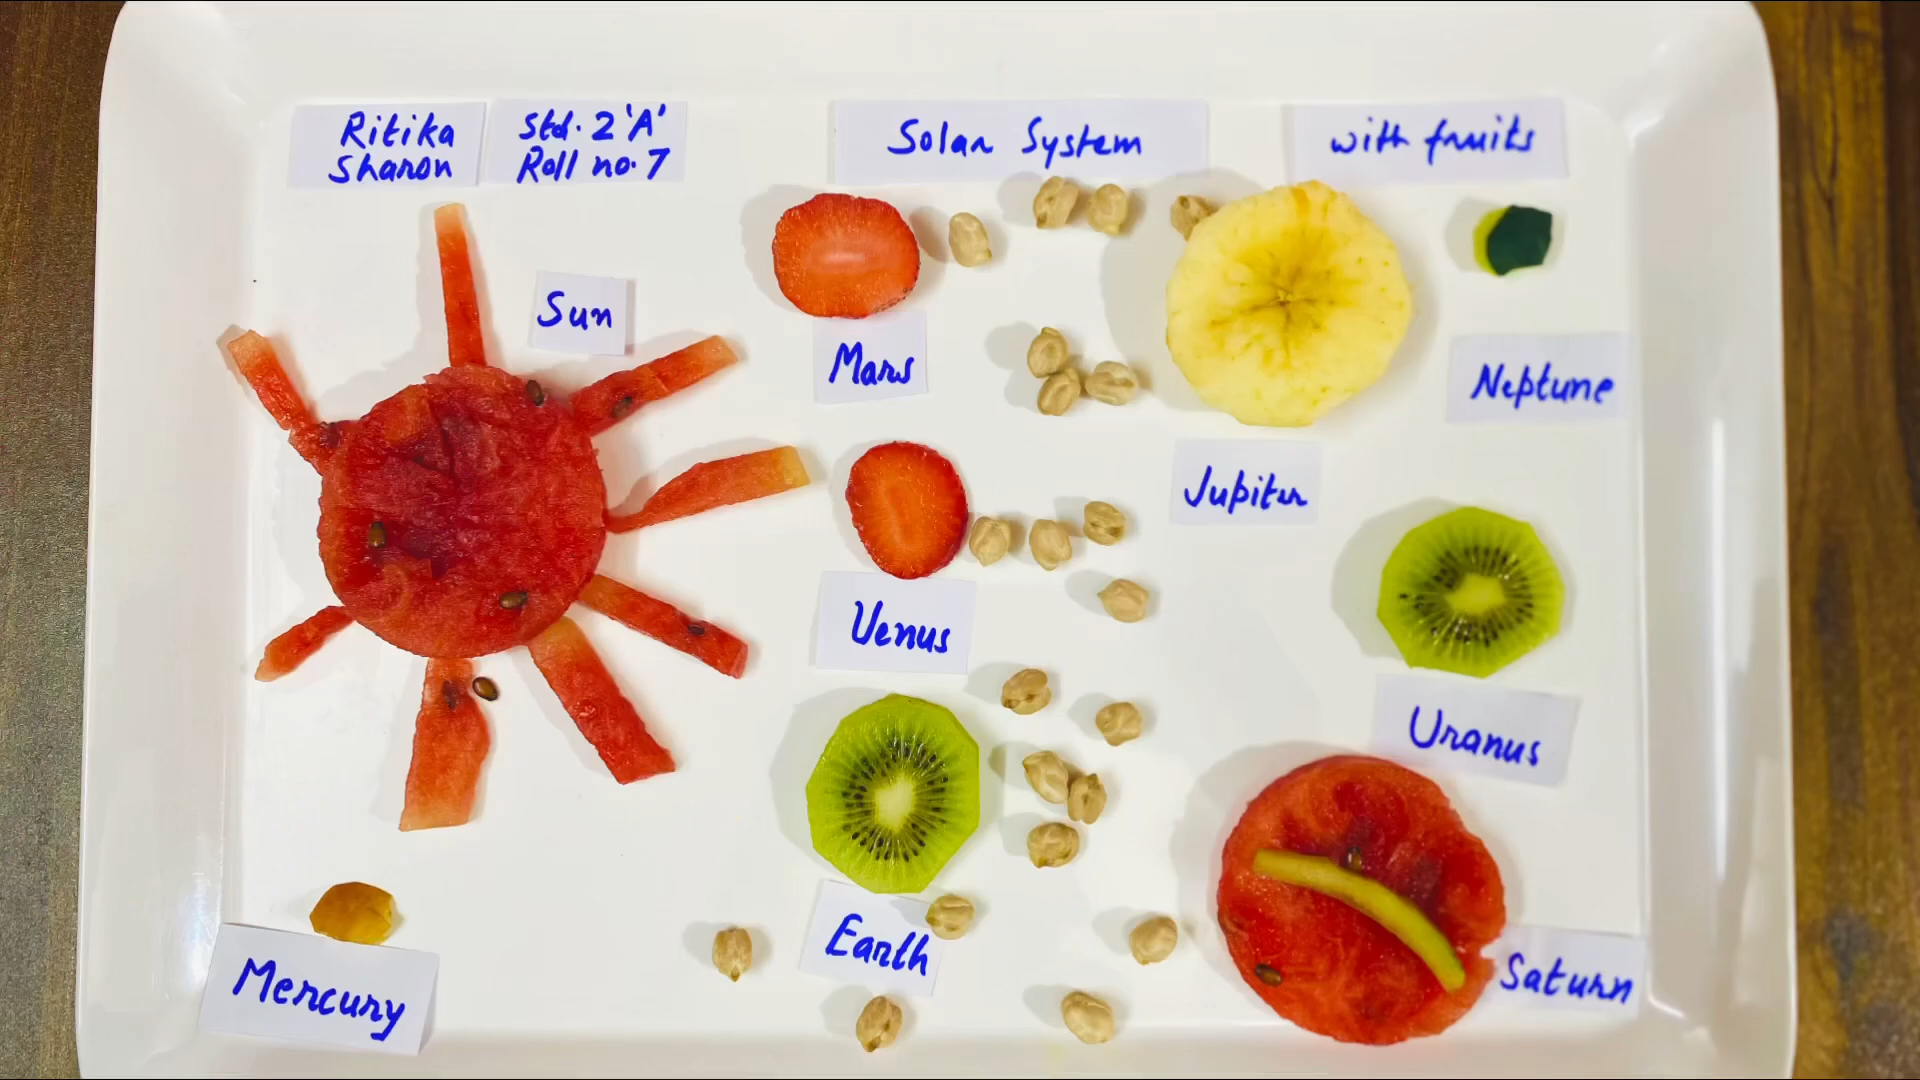 Ritika
Sharon
Std. 2 'A'
Roll no. 7
Solar System
with fruits
Sun
Mars
Neptune
Jupiter
Venus
Uranus
Earth
Saturn
Mercury